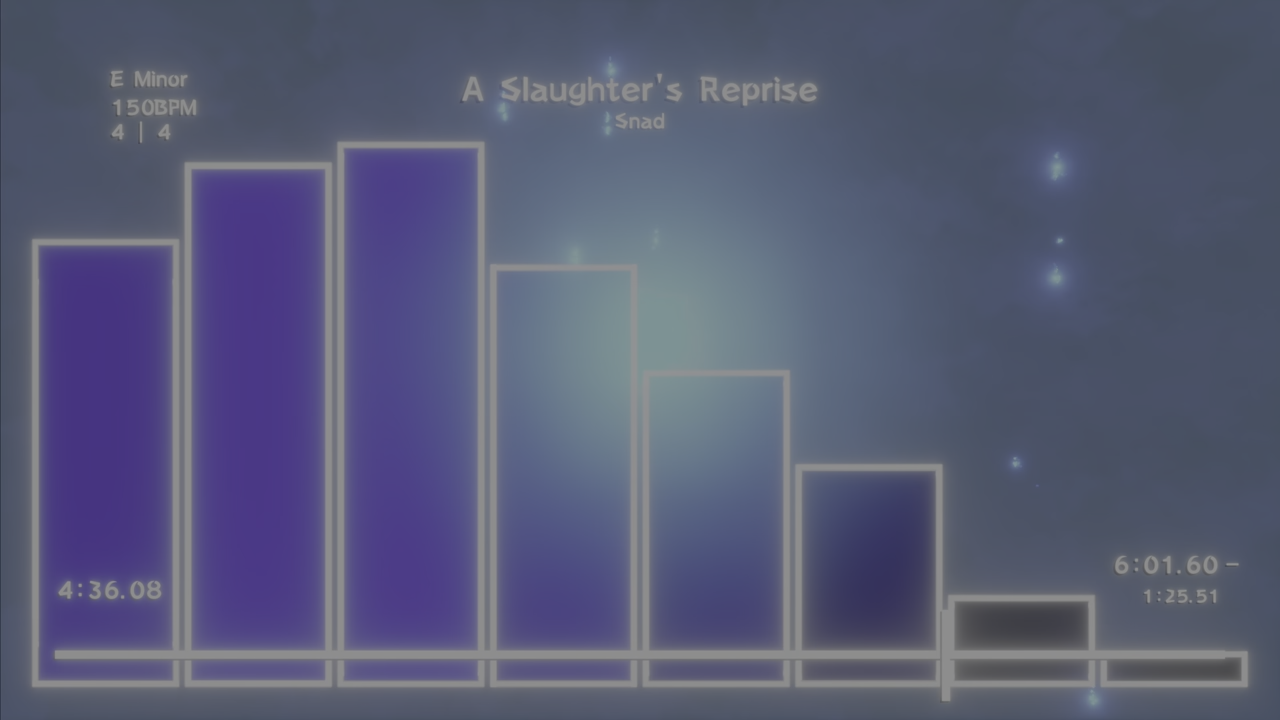 E Minor
150BPM
4 | 4
A Slaughter's Reprise
Snad
4:36.08
6:01.60 -
1:25.51